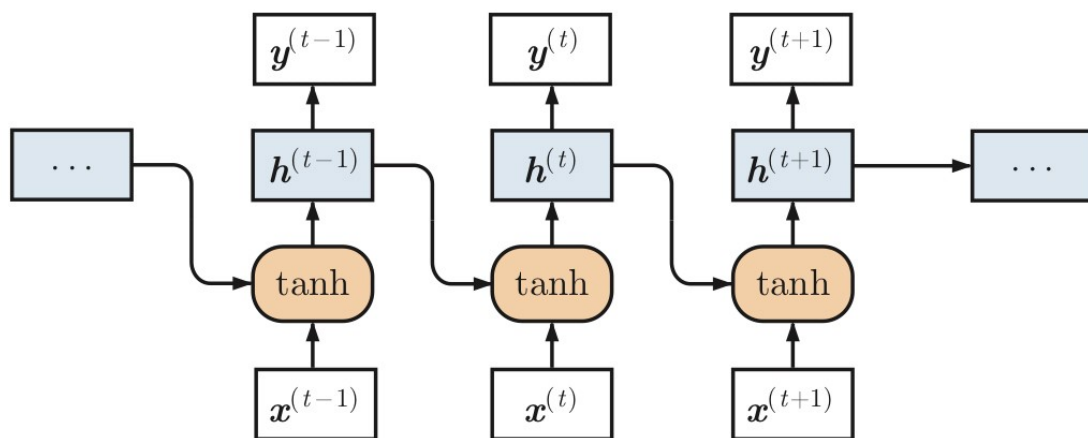 y^(t−1) y^(t) y^(t+1)
... h^(t−1) h^(t) h^(t+1) ...
tanh tanh tanh
x^(t−1) x^(t) x^(t+1)